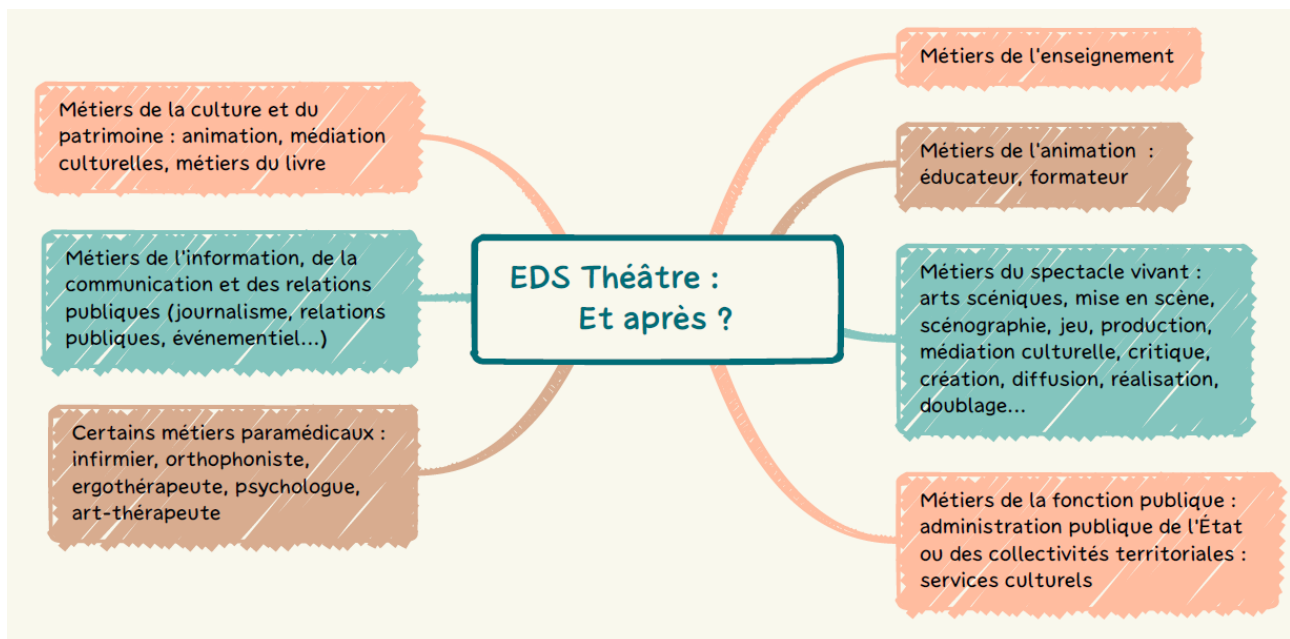 EDS Théâtre :
Et après ?
Métiers de la culture et du
patrimoine : animation, médiation
culturelles, métiers du livre
Métiers de l'information, de la
communication et des relations
publiques (journalisme, relations
publiques, événementiel...)
Certains métiers paramédicaux :
infirmier, orthophoniste,
ergothérapeute, psychologue,
art-thérapeute
Métiers de l'enseignement
Métiers de l'animation :
éducateur, formateur
Métiers du spectacle vivant :
arts scéniques, mise en scène,
scénographie, jeu, production,
médiation culturelle, critique,
création, diffusion, réalisation,
doublage...
Métiers de la fonction publique :
administration publique de l'État
ou des collectivités territoriales :
services culturels